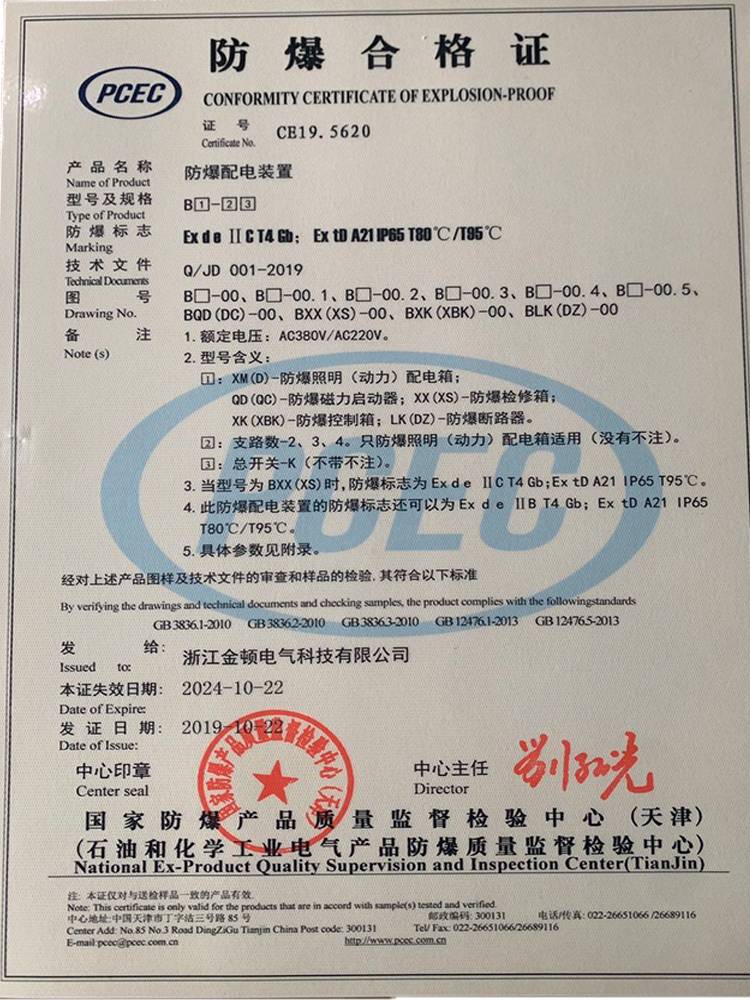 防爆合格证
PCEC
CONFORMITY CERTIFICATE OF EXPLOSION-PROOF
证 号
Certificate No.
CE19.5620
产品名称
Name of Product
防爆配电装置
型号及规格
Type of Product
B1-23
防爆标志
Marking
Ex d e ⅡC T4 Gb; Ex tD A21 IP65 T80℃/T95℃
技术文件
Technical Documents
Q/JD 001-2019
图 号
Drawing No.
B□-00、B□-00.1、B□-00.2、B□-00.3、B□-00.4、B□-00.5、
BQD(DC)-00、BXX(XS)-00、BXK(XBK)-00、BLK(DZ)-00
备 注
Note (s)
1. 额定电压: AC380V/AC220V。
2. 型号含义:
1: XM(D)-防爆照明（动力）配电箱;
QD(QC)-防爆磁力启动器; XX(XS)-防爆检修箱;
XK(XBK)-防爆控制箱; LK(DZ)-防爆断路器。
2: 支路数-2、3、4。只防爆照明（动力）配电箱适用（没有不注）。
3: 总开关-K（不带不注）。
3. 当型号为BXX(XS)时,防爆标志为Ex d e ⅡC T4 Gb;Ex tD A21 IP65 T95℃。
4. 此防爆配电装置的防爆标志还可以为Ex d e ⅡB T4 Gb; Ex tD A21 IP65
T80℃/T95℃。
5. 具体参数见附录。
PCEC
经对上述产品图样及技术文件的审查和样品的检验,其符合以下标准
By verifying the drawings and technical documents and checking samples, the product complies with the followingstandards
GB 3836.1-2010 GB 3836.2-2010 GB 3836.3-2010 GB 12476.1-2013 GB 12476.5-2013
发 给:
Issued to:
浙江金顿电气科技有限公司
本证失效日期: 2024-10-22
Date of Expire:
发证日期: 2019-10-22
Date of Issue:
中心印章
Center seal
国家防爆产品质量监督检验中心(天津)
中心主任
Director
国家防爆产品质量监督检验中心（天津）
（石油和化学工业电气产品防爆质量监督检验中心）
National Ex-Product Quality Supervision and Inspection Center(TianJin)
注: 本证仅对与送检样品一致的产品有效.
Note: This certificate is only valid for the products that are in accord with sample(s) tested and verified.
中心地址:中国天津市丁字沽三号路 85 号 邮政编码: 300131 电话/传真: 022-26651066 /26689116
Center Add: No.85 No.3 Road DingZiGu Tianjin China Post code: 300131 Tel/ Fax: 022-26651066/26689116
E-mail:pcec@pcec.com.cn http://www.pcec.com.cn